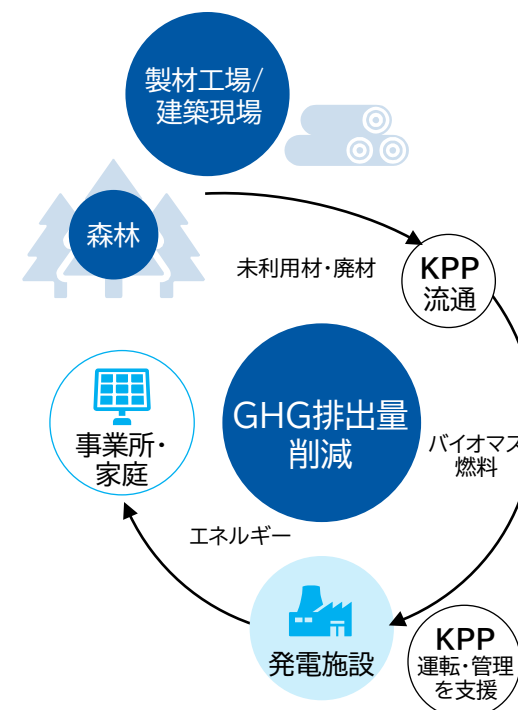 製材工場/
建築現場
森林
未利用材・廃材
KPP
流通
GHG排出量
削減
バイオマス
燃料
事業所・
家庭
エネルギー
発電施設
KPP
運転・管理
を支援